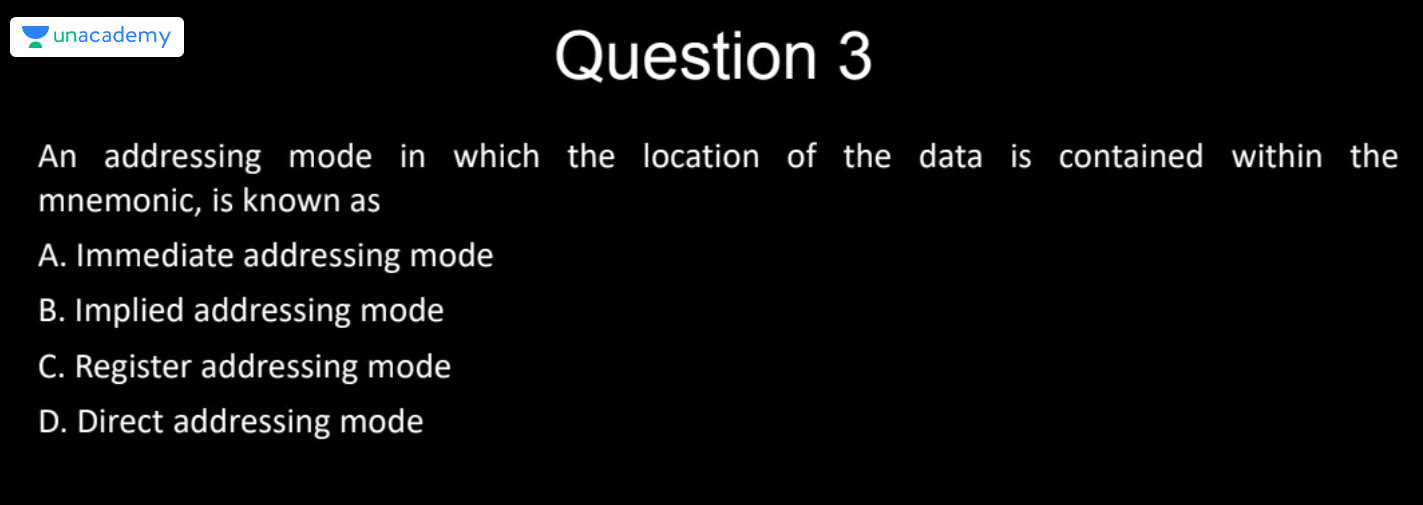 unacademy
Question 3
An addressing mode in which the location of the data is contained within the
mnemonic, is known as
A. Immediate addressing mode
B. Implied addressing mode
C. Register addressing mode
D. Direct addressing mode